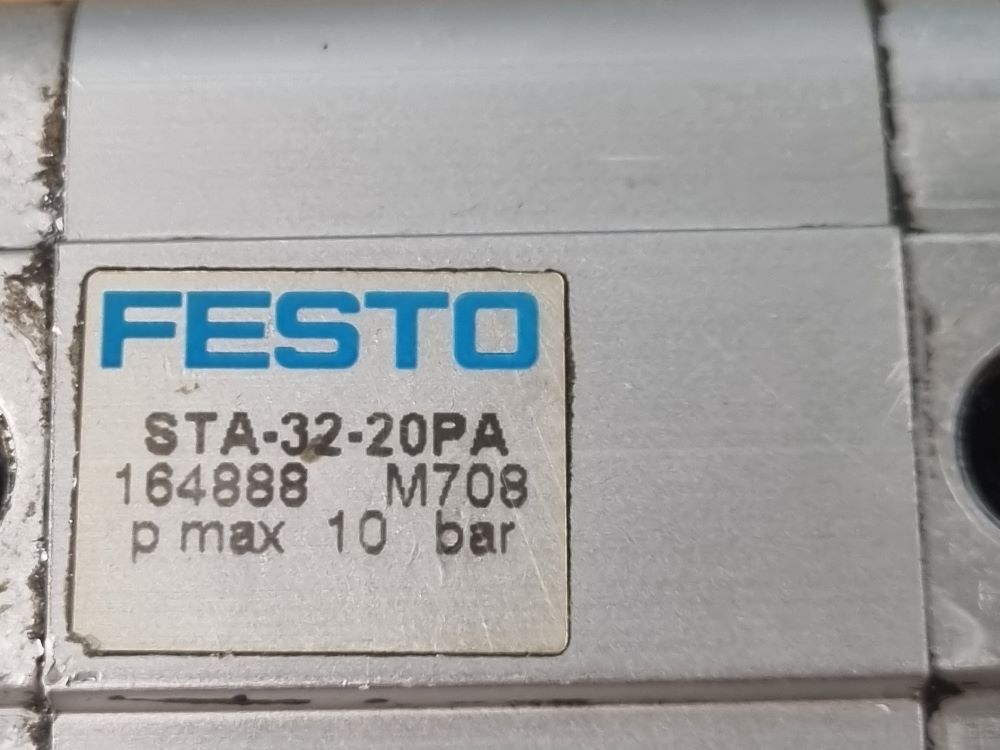 FESTO
STA-32-20PA
164888 M708
p max 10 bar